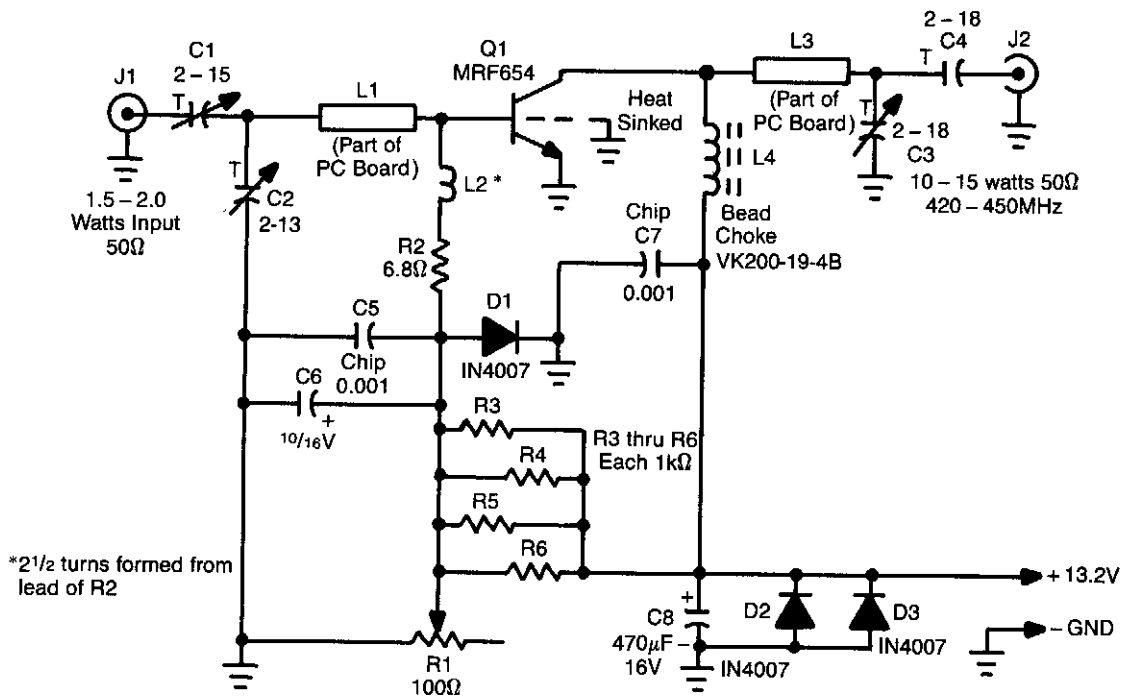 J1
C1
2 – 15
T
L1
(Part of
PC Board)
Q1
MRF654
Heat
Sinked
L3
(Part of
PC Board)
2 – 18
C4
T
J2
T
2 – 18
C3
10 – 15 watts 50Ω
420 – 450MHz
1.5 – 2.0
Watts Input
50Ω
T
C2
2-13
L2 *
R2
6.8Ω
L4
Bead
Choke
VK200-19-4B
Chip
C7
0.001
D1
IN4007
C5
Chip
0.001
C6
+
10/16V
R3
R4
R5
R6
R3 thru R6
Each 1kΩ
*2 1/2 turns formed from
lead of R2
R1
100Ω
+
C8
470µF –
16V
D2
IN4007
D3
IN4007
+ 13.2V
– GND